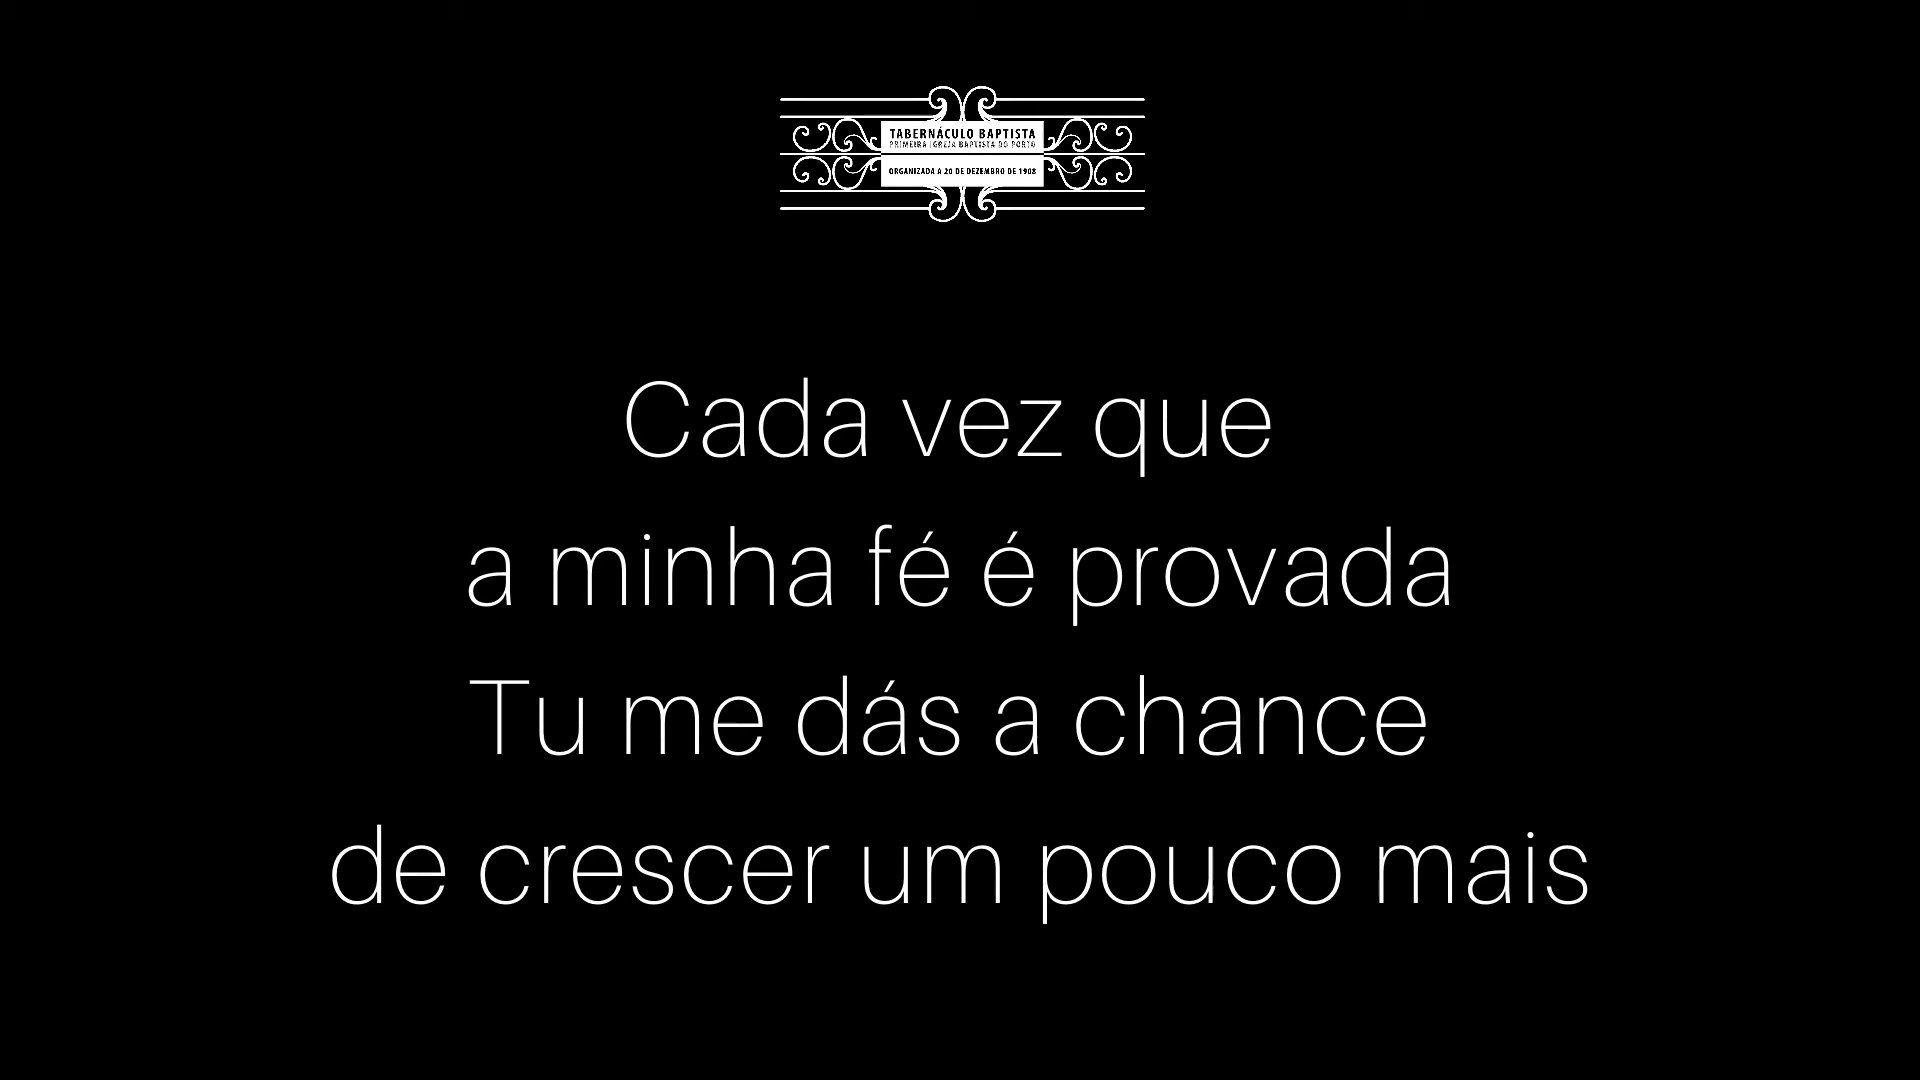 TABERNÁCULO BAPTISTA
PRIMEIRA IGREJA BAPTISTA DO PORTO
ORGANIZADA A 20 DE DEZEMBRO DE 1908
Cada vez que
a minha fé é provada
Tu me dás a chance
de crescer um pouco mais